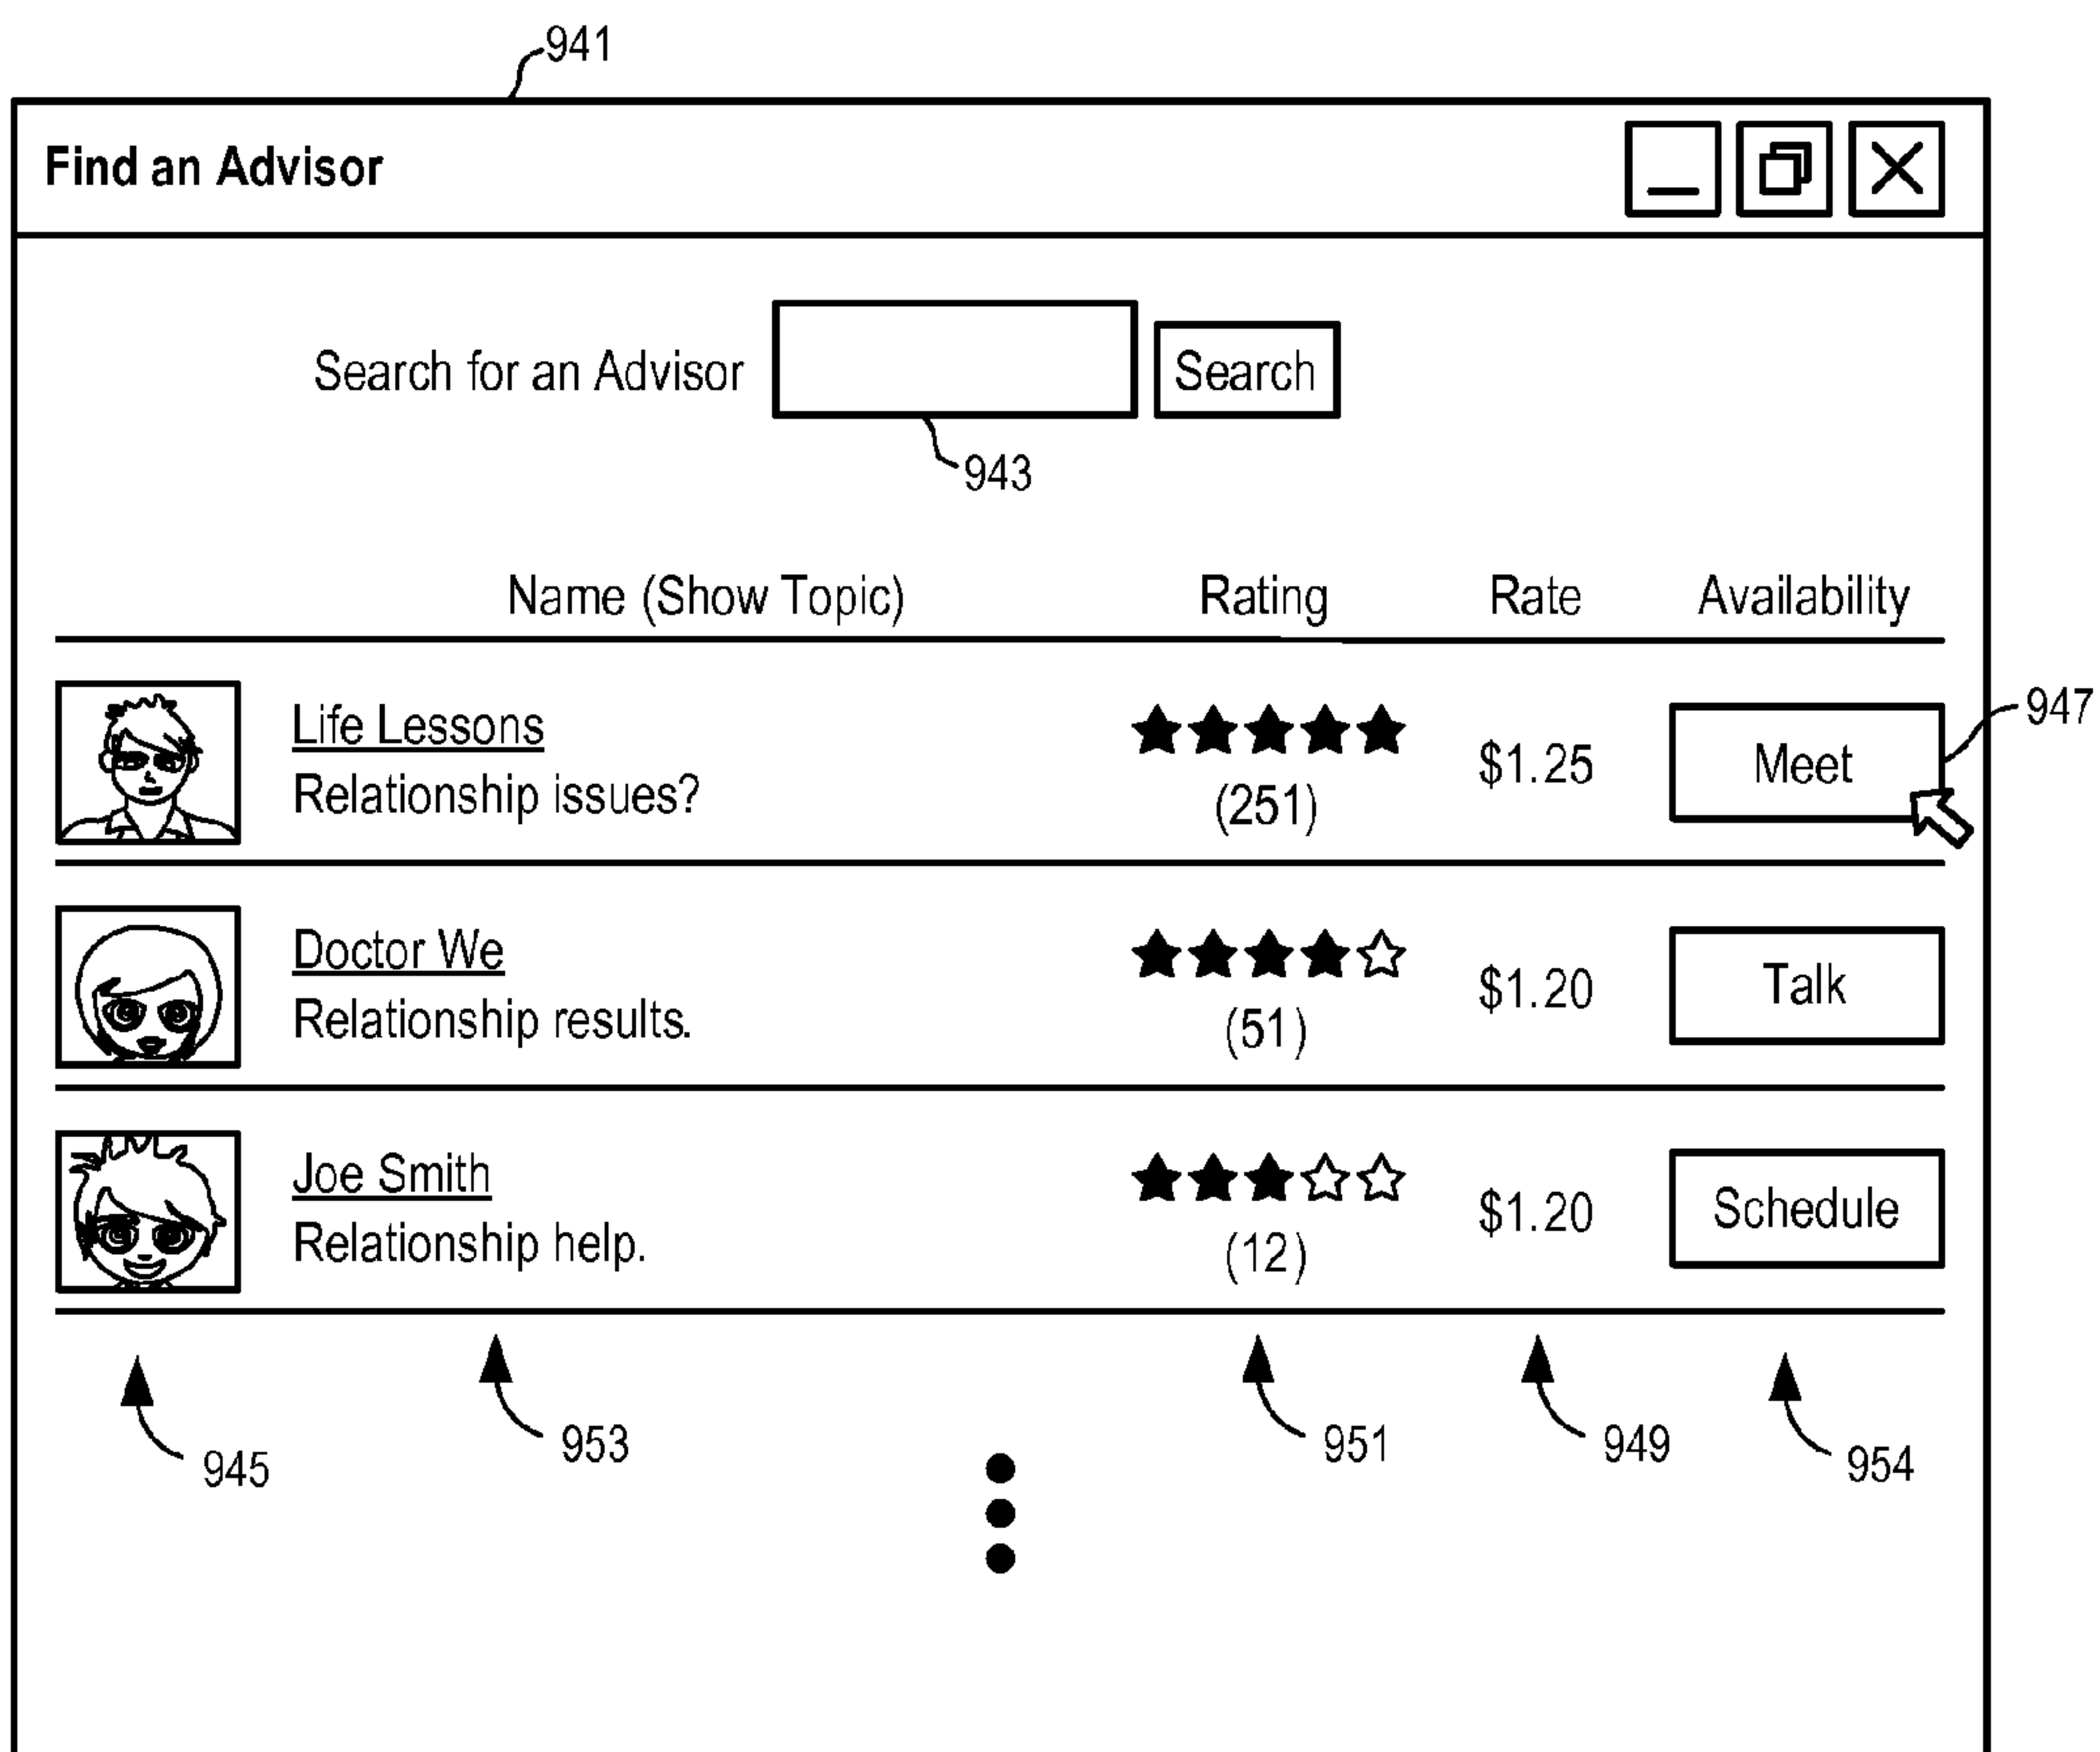 941
Find an Advisor
Search for an Advisor Search
943
Name (Show Topic) Rating Rate Availability
Life Lessons
Relationship issues?
(251)
$1.25
Meet
947
Doctor We
Relationship results.
(51)
$1.20
Talk
Joe Smith
Relationship help.
(12)
$1.20
Schedule
945
953
951
949
954